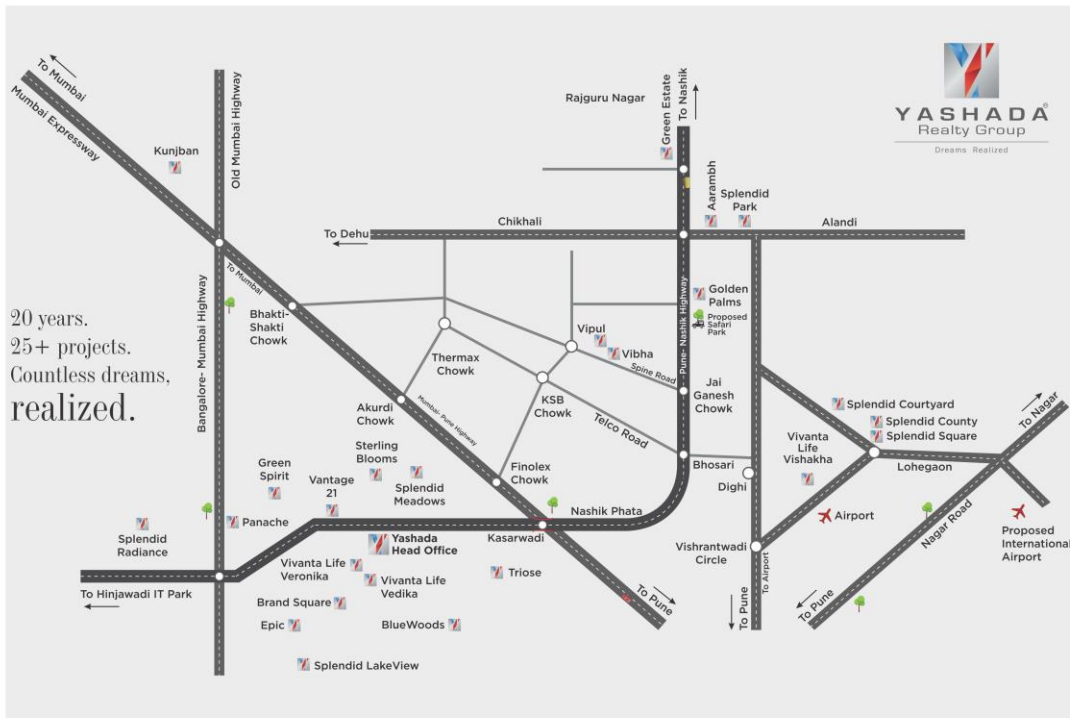 To Mumbai
Mumbai Expressway
Kunjban
Old Mumbai Highway
Rajguru Nagar
Green Estate
To Nashik
YASHADA
Realty Group
Dreams Realized
Aarambh
Splendid
Park
Chikhali
Alandi
To Dehu
To Mumbai
Bangalore- Mumbai Highway
Bhakti-
Shakti
Chowk
20 years.
25+ projects.
Countless dreams,
realized.
Pune- Nashik Highway
Golden
Palms
Proposed
Safari
Park
Vipul
Vibha
Spine Road
Thermax
Chowk
KSB
Chowk
Jai
Ganesh
Chowk
Telco Road
Akurdi
Chowk
Mumbai- Pune Highway
Splendid Courtyard
Splendid County
Splendid Square
To Nagar
Vivanta
Life
Vishakha
Lohegaon
Sterling
Blooms
Splendid
Meadows
Finolex
Chowk
Bhosari
Dighi
Green
Spirit
Vantage
21
Panache
Splendid
Radiance
Nashik Phata
Kasarwadi
Airport
Nagar Road
Proposed
International
Airport
Yashada
Head Office
Vishrantwadi
Circle
To Airport
Vivanta Life
Veronika
Vivanta Life
Vedika
Triose
To Hinjawadi IT Park
Brand Square
Epic
BlueWoods
To Pune
To Pune
To Pune
Splendid LakeView